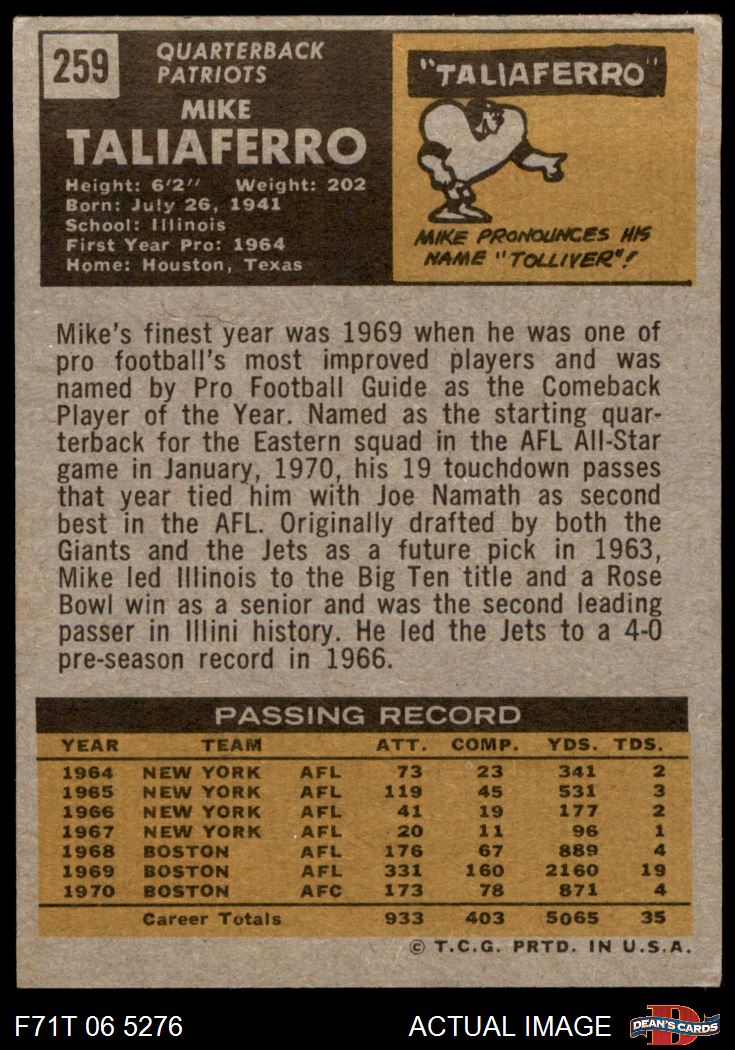 259
QUARTERBACK
PATRIOTS
MIKE
TALIAFERRO
Height: 6'2" Weight: 202
Born: July 26, 1941
School: Illinois
First Year Pro: 1964
Home: Houston, Texas
"TALIAFERRO"
MIKE PRONOUNCES HIS
NAME "TOLLIVER"!
Mike's finest year was 1969 when he was one of
pro football's most improved players and was
named by Pro Football Guide as the Comeback
Player of the Year. Named as the starting quar-
terback for the Eastern squad in the AFL All-Star
game in January, 1970, his 19 touchdown passes
that year tied him with Joe Namath as second
best in the AFL. Originally drafted by both the
Giants and the Jets as a future pick in 1963,
Mike led Illinois to the Big Ten title and a Rose
Bowl win as a senior and was the second leading
passer in Illini history. He led the Jets to a 4-0
pre-season record in 1966.
PASSING RECORD
YEAR TEAM ATT. COMP. YDS. TDS.
1964 NEW YORK AFL 73 23 341 2
1965 NEW YORK AFL 119 45 531 3
1966 NEW YORK AFL 41 19 177 2
1967 NEW YORK AFL 20 11 96 1
1968 BOSTON AFL 176 67 889 4
1969 BOSTON AFL 331 160 2160 19
1970 BOSTON AFC 173 78 871 4
Career Totals 933 403 5065 35
© T.C.G. PRTD. IN U.S.A.
F71T 06 5276 ACTUAL IMAGE DEAN'S CARDS